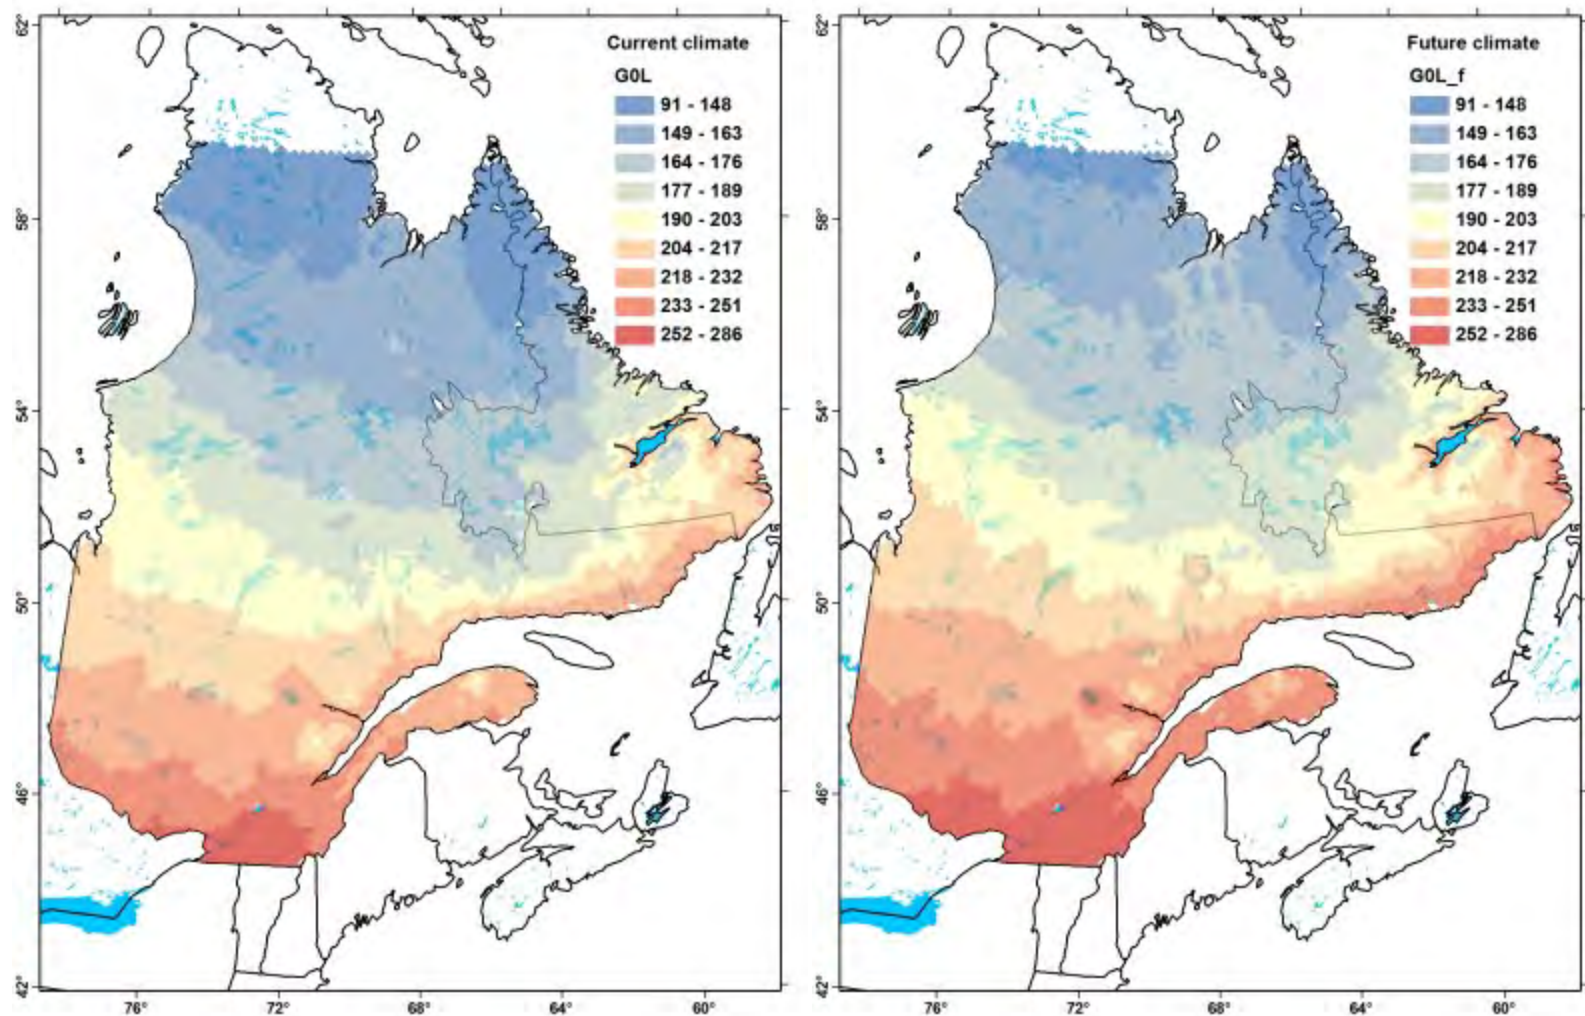 Current climate
G0L
91 - 148
149 - 163
164 - 176
177 - 189
190 - 203
204 - 217
218 - 232
233 - 251
252 - 286
62°
58°
54°
50°
46°
42°
76°
72°
68°
64°
60°
Future climate
G0L_f
91 - 148
149 - 163
164 - 176
177 - 189
190 - 203
204 - 217
218 - 232
233 - 251
252 - 286
62°
58°
54°
50°
46°
42°
76°
72°
68°
64°
60°